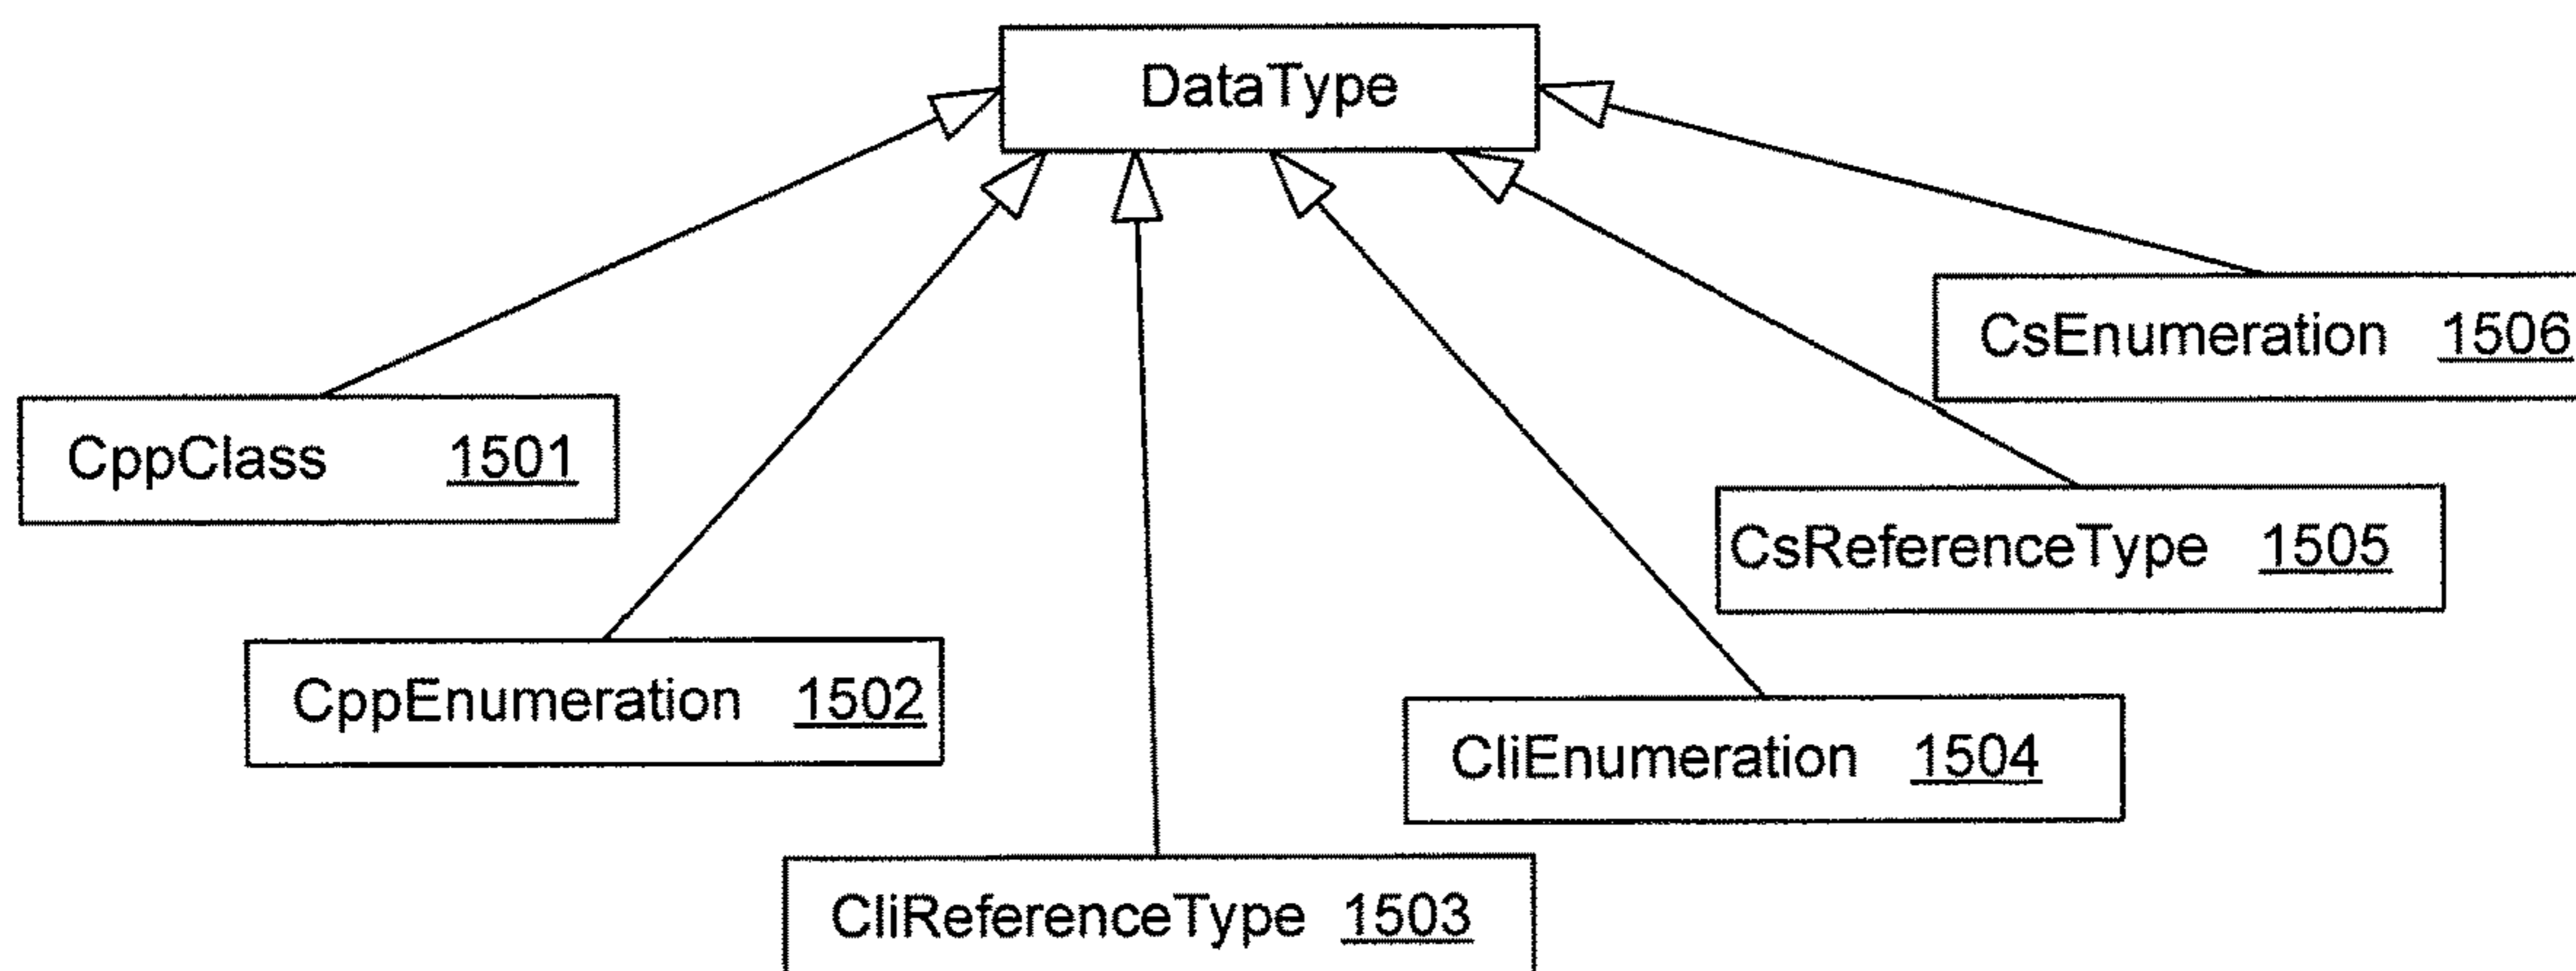 DataType
CsEnumeration 1506
CppClass 1501
CsReferenceType 1505
CppEnumeration 1502
CliEnumeration 1504
CliReferenceType 1503